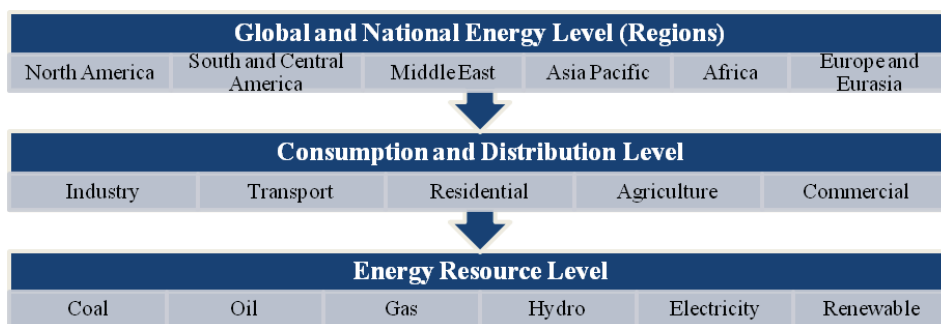 Global and National Energy Level (Regions)
North America
South and Central
America
Middle East
Asia Pacific
Africa
Europe and
Eurasia
Consumption and Distribution Level
Industry
Transport
Residential
Agriculture
Commercial
Energy Resource Level
Coal
Oil
Gas
Hydro
Electricity
Renewable